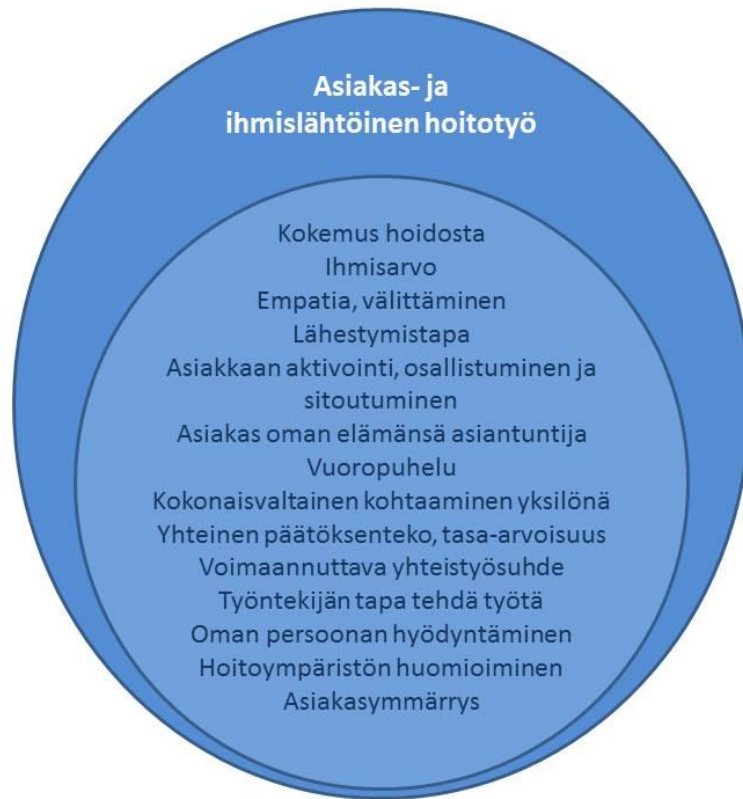 Asiakas- ja
ihmislähtöinen hoitotyö
Kokemus hoidosta
Ihmisarvo
Empatia, välittäminen
Lähestymistapa
Asiakkaan aktivointi, osallistuminen ja
sitoutuminen
Asiakas oman elämänsä asiantuntija
Vuoropuhelu
Kokonaisvaltainen kohtaaminen yksilönä
Yhteinen päätöksenteko, tasa-arvoisuus
Voimaannuttava yhteistyösuhde
Työntekijän tapa tehdä työtä
Oman persoonan hyödyntäminen
Hoitoympäristön huomioiminen
Asiakasymmärrys